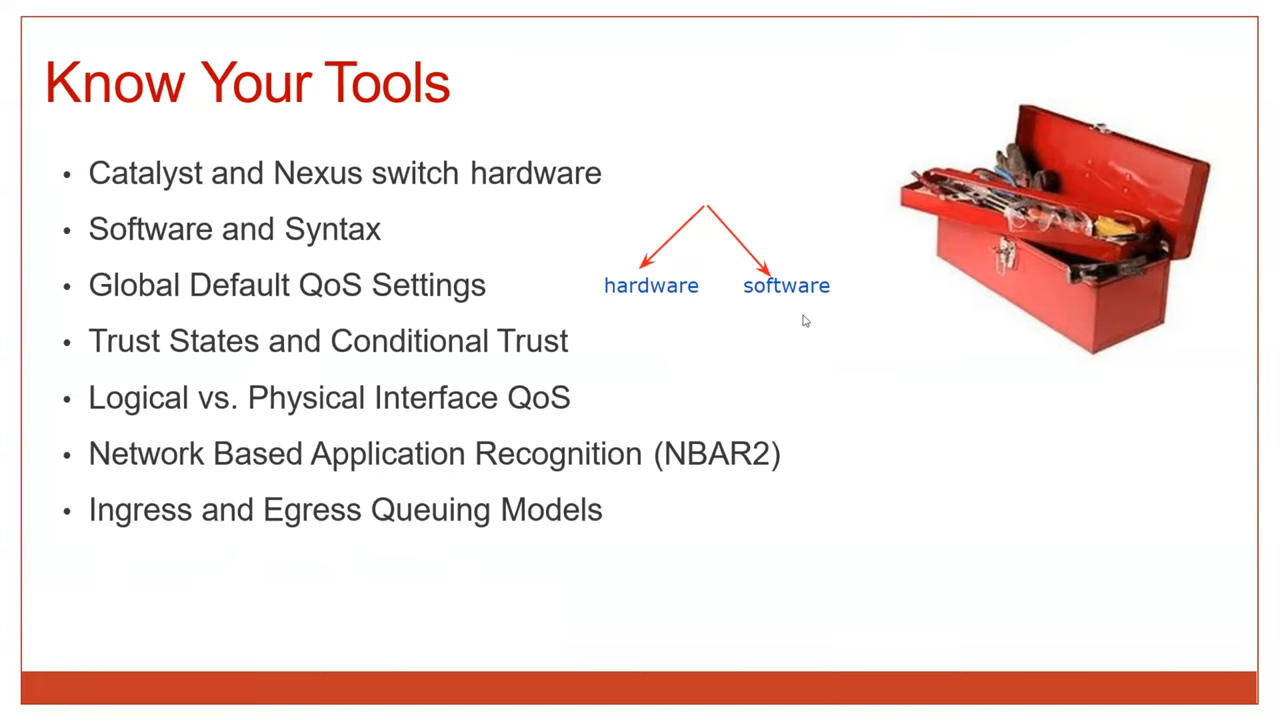 Know Your Tools
• Catalyst and Nexus switch hardware
• Software and Syntax
• Global Default QoS Settings
hardware
software
• Trust States and Conditional Trust
• Logical vs. Physical Interface QoS
• Network Based Application Recognition (NBAR2)
• Ingress and Egress Queuing Models